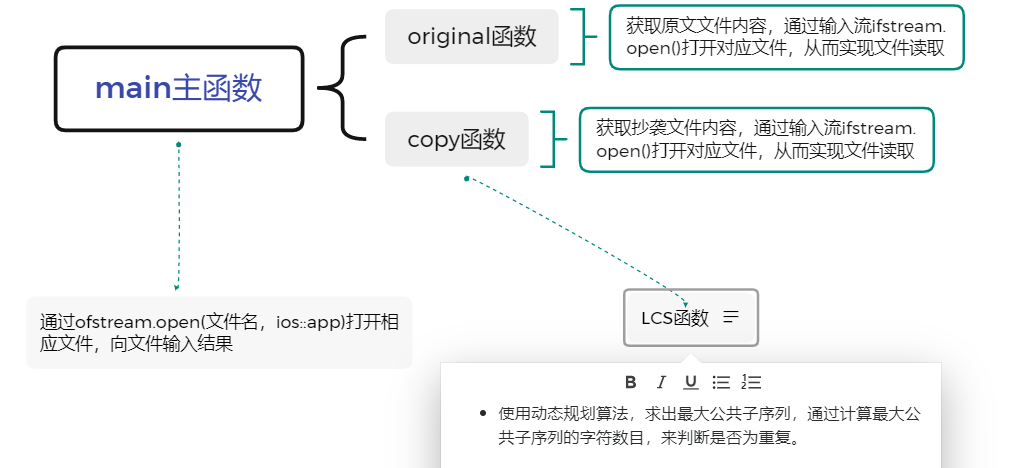 main主函数
original函数
获取原文文件内容，通过输入流ifstream.
open()打开对应文件，从而实现文件读取
copy函数
获取抄袭文件内容，通过输入流ifstream.
open()打开对应文件，从而实现文件读取
通过ofstream.open(文件名，ios::app)打开相
应文件，向文件输入结果
LCS函数
B I U
使用动态规划算法，求出最大公共子序列，通过计算最大公
共子序列的字符数目，来判断是否为重复。